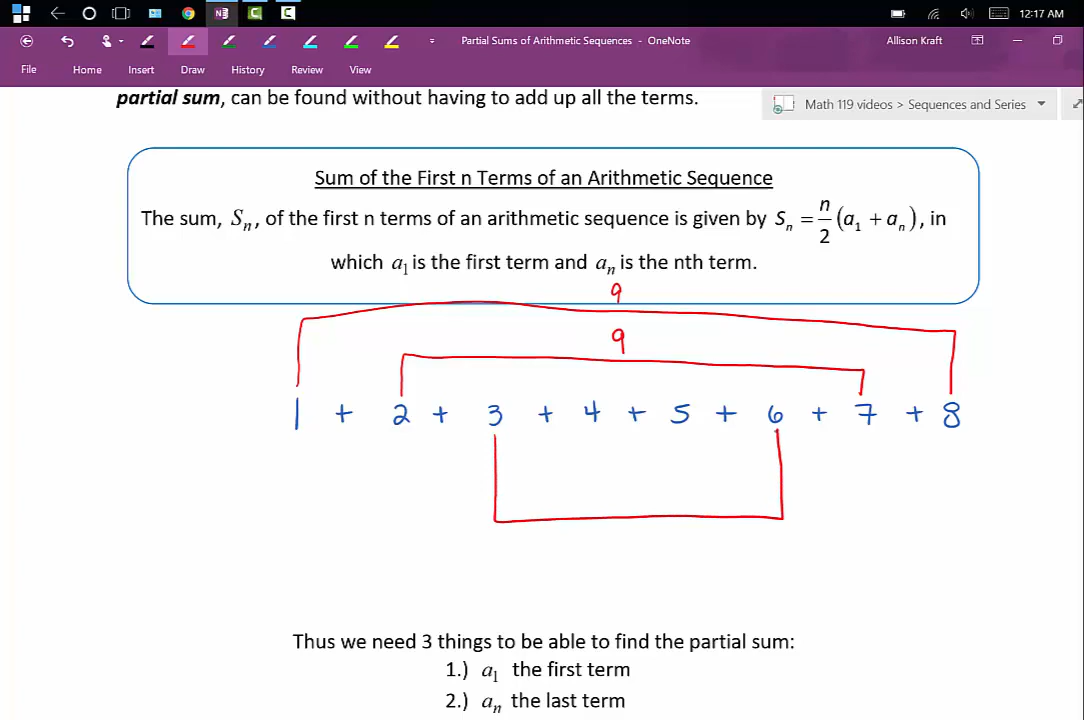 12:17 AM
Partial Sums of Arithmetic Sequences - OneNote
Allison Kraft
File Home Insert Draw History Review View
partial sum, can be found without having to add up all the terms.
Math 119 videos > Sequences and Series
Sum of the First n Terms of an Arithmetic Sequence
The sum, Sₙ, of the first n terms of an arithmetic sequence is given by Sₙ = n/2 (a₁ + aₙ), in
which a₁ is the first term and aₙ is the nth term.
9
9
1 + 2 + 3 + 4 + 5 + 6 + 7 + 8
Thus we need 3 things to be able to find the partial sum:
1.) a₁ the first term
2.) aₙ the last term